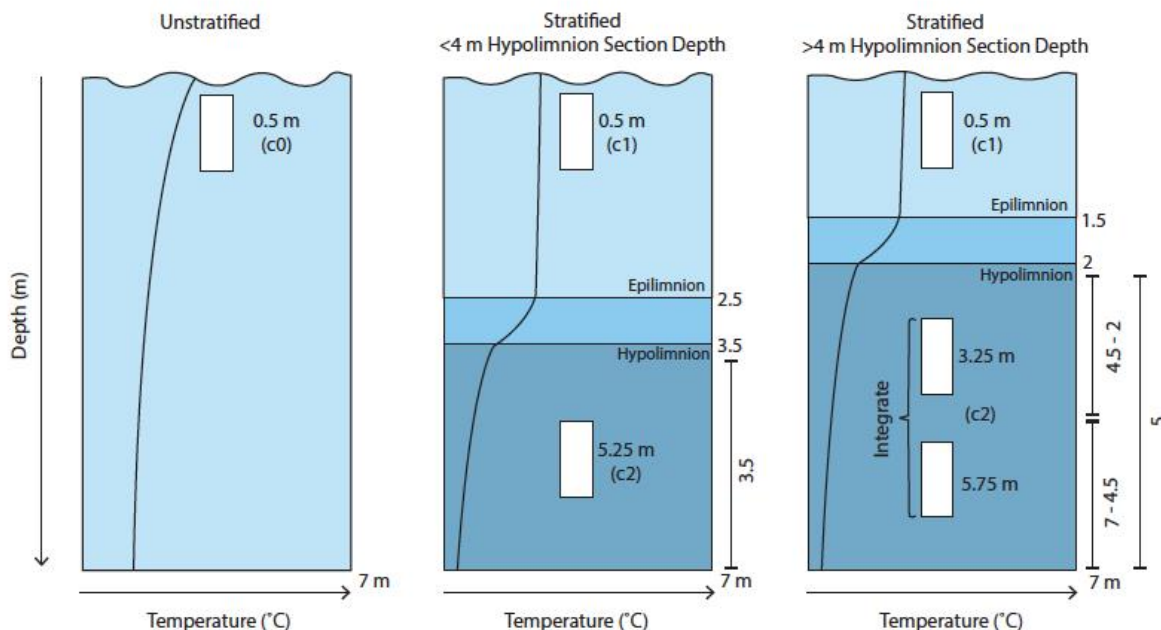 Unstratified
Depth (m)
0.5 m
(c0)
7 m
Temperature (˚C)
Stratified
<4 m Hypolimnion Section Depth
0.5 m
(c1)
Epilimnion
2.5
3.5
Hypolimnion
5.25 m
(c2)
3.5
7 m
Temperature (˚C)
Stratified
>4 m Hypolimnion Section Depth
0.5 m
(c1)
Epilimnion
1.5
2
Hypolimnion
Integrate
3.25 m
(c2)
5.75 m
4.5 - 2
7 - 4.5
5
7 m
Temperature (˚C)